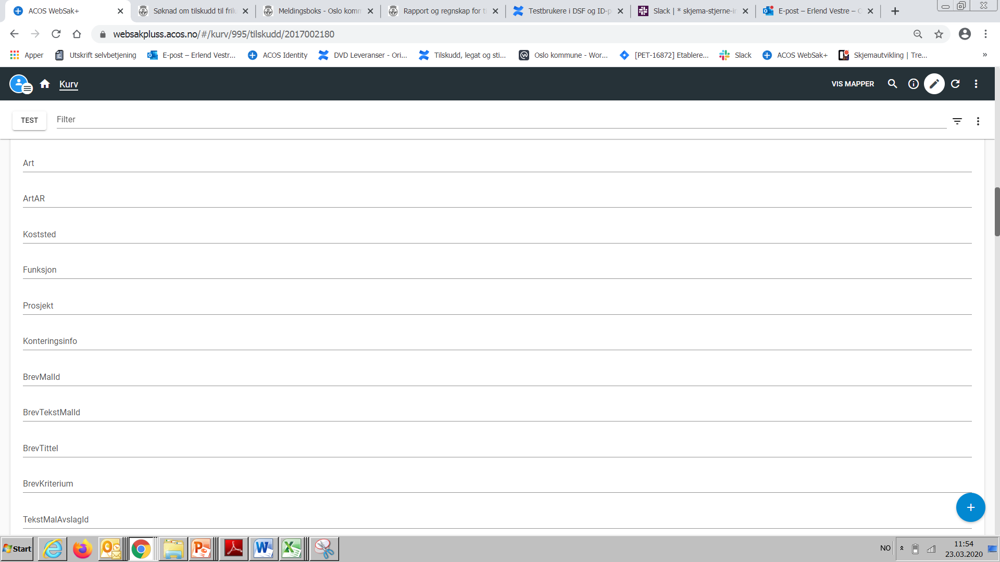 ACOS WebSak+
Søknad om tilskudd til frilu
Meldingsboks - Oslo komm
Rapport og regnskap for ti
Testbrukere i DSF og ID-p
Slack | * skjema-stjerne-in
E-post – Erlend Vestre – O
websakpluss.acos.no/#/kurv/995/tilskudd/2017002180
Apper
Utskrift selvbetjening
E-post – Erlend Vestr...
ACOS Identity
DVD Leveranser - Ori...
Tilskudd, legat og sti...
Oslo kommune - Wor...
[PET-16872] Etablere...
Slack
ACOS WebSak+
Skjemautvikling | Tre...
»
Kurv
VIS MAPPER
TEST
Filter
Art
ArtAR
Koststed
Funksjon
Prosjekt
Konteringsinfo
BrevMalId
BrevTekstMalId
BrevTittel
BrevKriterium
TekstMalAvslagId
Start
NO
11:54
23.03.2020